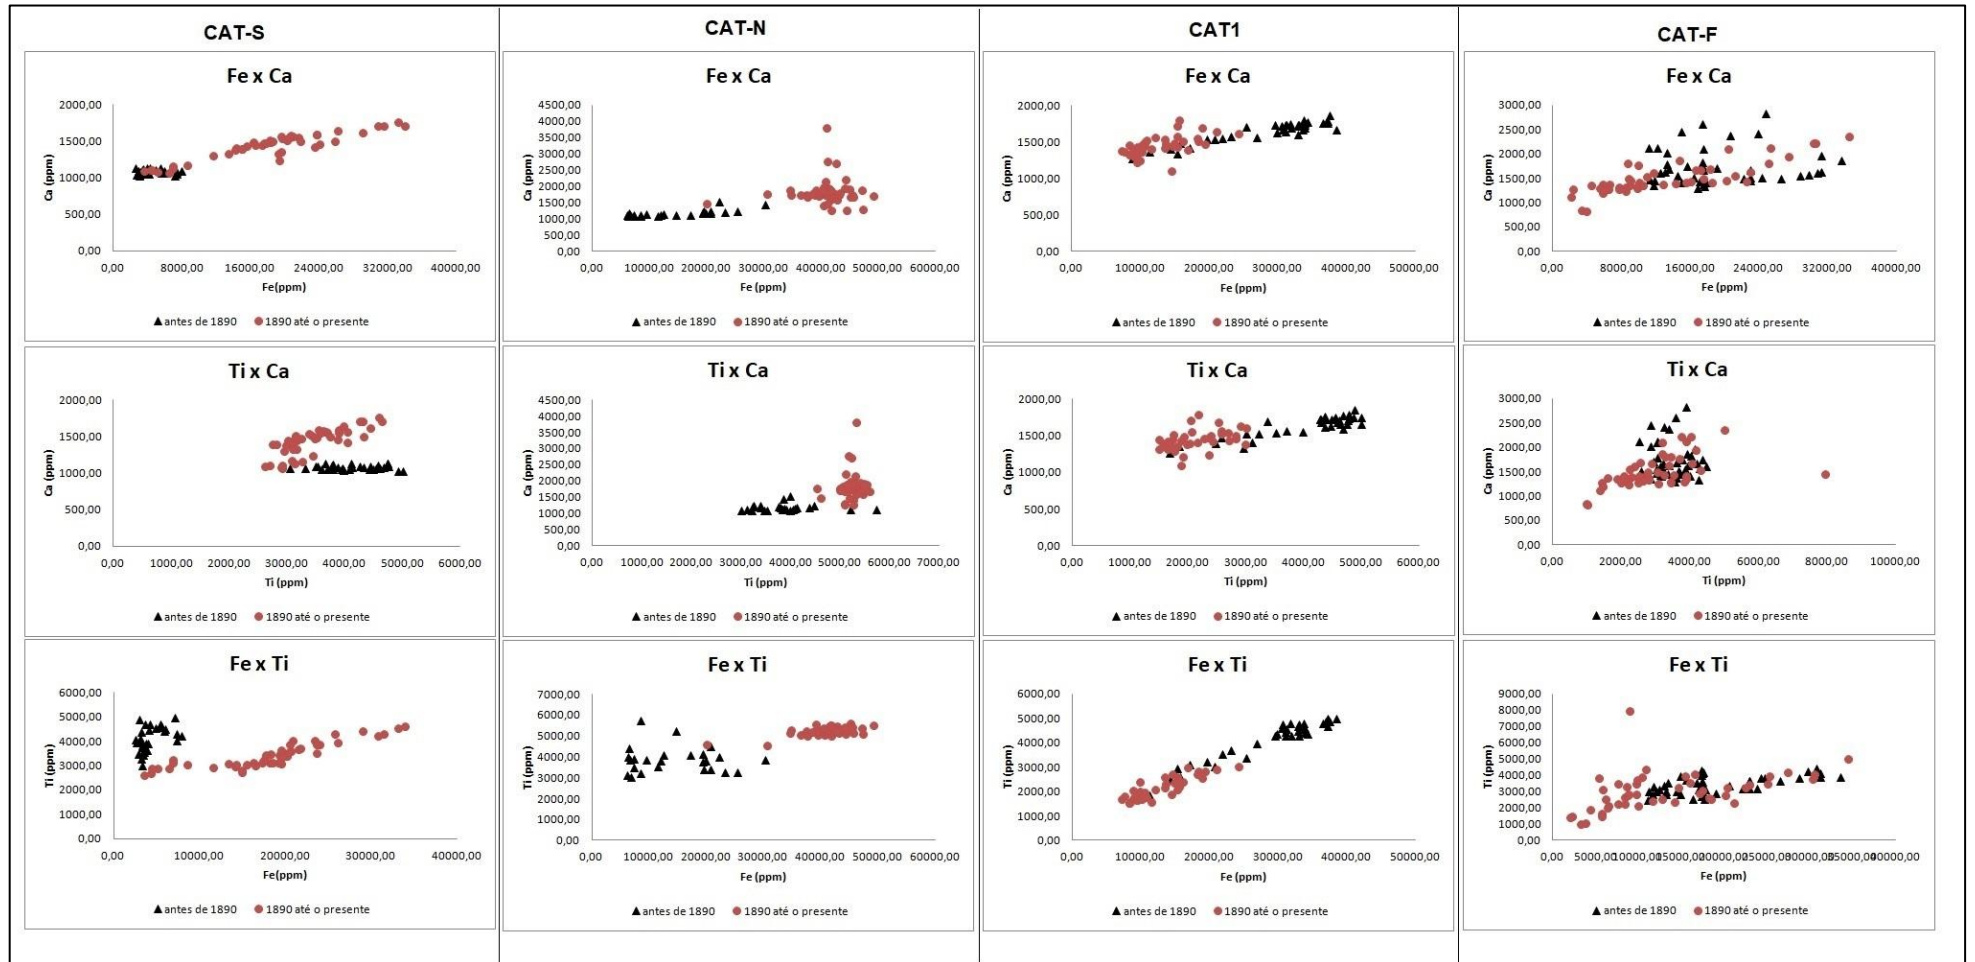 CAT-S
CAT-N
CAT1
CAT-F
Fe x Ca
Ca (ppm)
2000,00
1500,00
1000,00
500,00
0,00
0,00 8000,00 16000,00 24000,00 32000,00 40000,00
Fe(ppm)
antes de 1890 1890 até o presente
Fe x Ca
Ca (ppm)
4500,00
4000,00
3500,00
3000,00
2500,00
2000,00
1500,00
1000,00
500,00
0,00
0,00 10000,00 20000,00 30000,00 40000,00 50000,00 60000,00
Fe (ppm)
antes de 1890 1890 até o presente
Fe x Ca
Ca (ppm)
2000,00
1500,00
1000,00
500,00
0,00
0,00 10000,00 20000,00 30000,00 40000,00 50000,00
Fe (ppm)
antes de 1890 1890 até o presente
Fe x Ca
Ca (ppm)
3000,00
2500,00
2000,00
1500,00
1000,00
500,00
0,00
0,00 8000,00 16000,00 24000,00 32000,00 40000,00
Fe (ppm)
antes de 1890 1890 até o presente
Ti x Ca
Ca (ppm)
2000,00
1500,00
1000,00
500,00
0,00
0,00 1000,00 2000,00 3000,00 4000,00 5000,00 6000,00
Ti (ppm)
antes de 1890 1890 até o presente
Ti x Ca
Ca (ppm)
4500,00
4000,00
3500,00
3000,00
2500,00
2000,00
1500,00
1000,00
500,00
0,00
0,00 1000,00 2000,00 3000,00 4000,00 5000,00 6000,00 7000,00
Ti (ppm)
antes de 1890 1890 até o presente
Ti x Ca
Ca (ppm)
2000,00
1500,00
1000,00
500,00
0,00
0,00 1000,00 2000,00 3000,00 4000,00 5000,00 6000,00
Ti (ppm)
antes de 1890 1890 até o presente
Ti x Ca
Ca (ppm)
3000,00
2500,00
2000,00
1500,00
1000,00
500,00
0,00
0,00 2000,00 4000,00 6000,00 8000,00 10000,00
Ti (ppm)
antes de 1890 1890 até o presente
Fe x Ti
Ti (ppm)
6000,00
5000,00
4000,00
3000,00
2000,00
1000,00
0,00
0,00 10000,00 20000,00 30000,00 40000,00
Fe(ppm)
antes de 1890 1890 até o presente
Fe x Ti
Ti (ppm)
7000,00
6000,00
5000,00
4000,00
3000,00
2000,00
1000,00
0,00
0,00 10000,00 20000,00 30000,00 40000,00 50000,00 60000,00
Fe (ppm)
antes de 1890 1890 até o presente
Fe x Ti
Ti (ppm)
6000,00
5000,00
4000,00
3000,00
2000,00
1000,00
0,00
0,00 10000,00 20000,00 30000,00 40000,00 50000,00
Fe (ppm)
antes de 1890 1890 até o presente
Fe x Ti
Ti (ppm)
9000,00
8000,00
7000,00
6000,00
5000,00
4000,00
3000,00
2000,00
1000,00
0,00
0,00 5000,00 10000,00 15000,00 20000,00 25000,00 30000,00 35000,00 40000,00
Fe (ppm)
antes de 1890 1890 até o presente